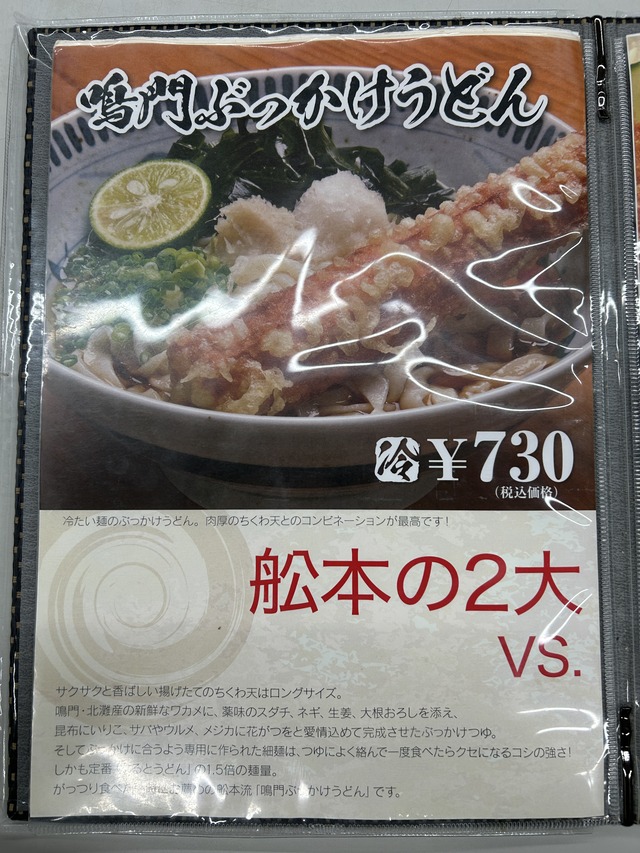 鳴門ぶっかけうどん
冷 ¥730
(税込価格)
冷たい麺のぶっかけうどん。肉厚のちくわ天とのコンビネーションが最高です!
舩本の2大
VS.
サクサクと香ばしい揚げたてのちくわ天はロングサイズ。
鳴門・北灘産の新鮮なワカメに、薬味のスダチ、ネギ、生姜、大根おろしを添え、
昆布にいりこ、サバやウルメ、メジカに花がつをと愛情込めて完成させたぶっかけつゆ。
そしてぶっかけに合うよう専用に作られた細麺は、つゆによく絡んで一度食べたらクセになるコシの強さ!
しかも定番「 るとうどん」の1.5倍の麺量。
がっつり食べた の舩本流「鳴門ぶっかけうどん」です。